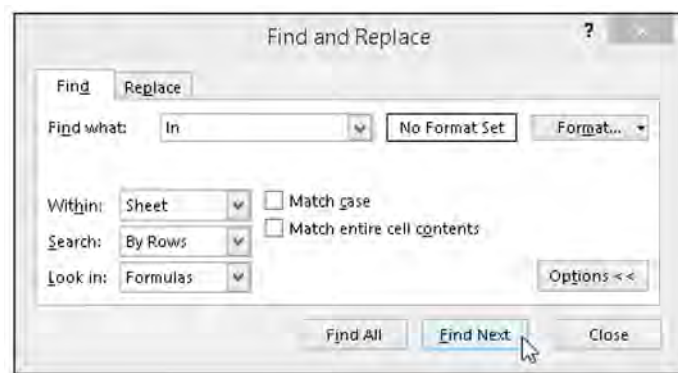 Find and Replace ?
Find Replace
Find what: In No Format Set Format...
Within: Sheet Match case
Match entire cell contents
Search: By Rows
Look in: Formulas Options <<
Find All Find Next Close